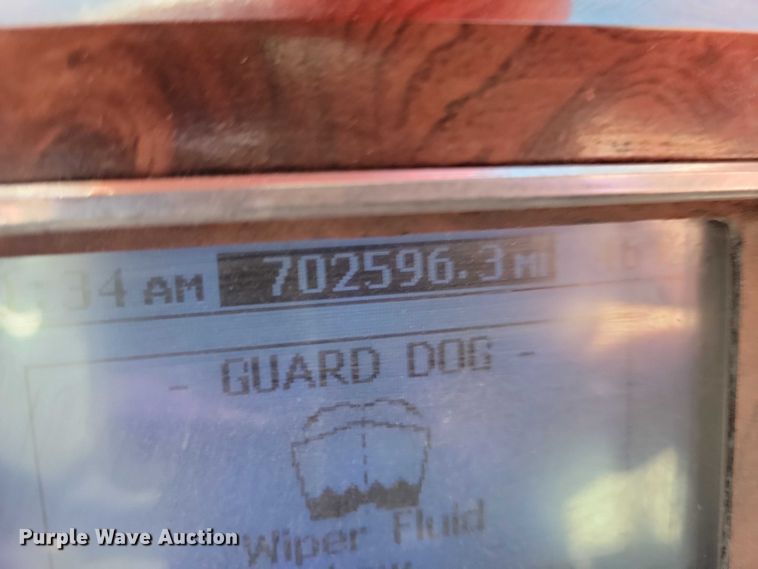 34 AM 702596.3 MI
- GUARD DOG -
Wiper Fluid
Purple Wave Auction